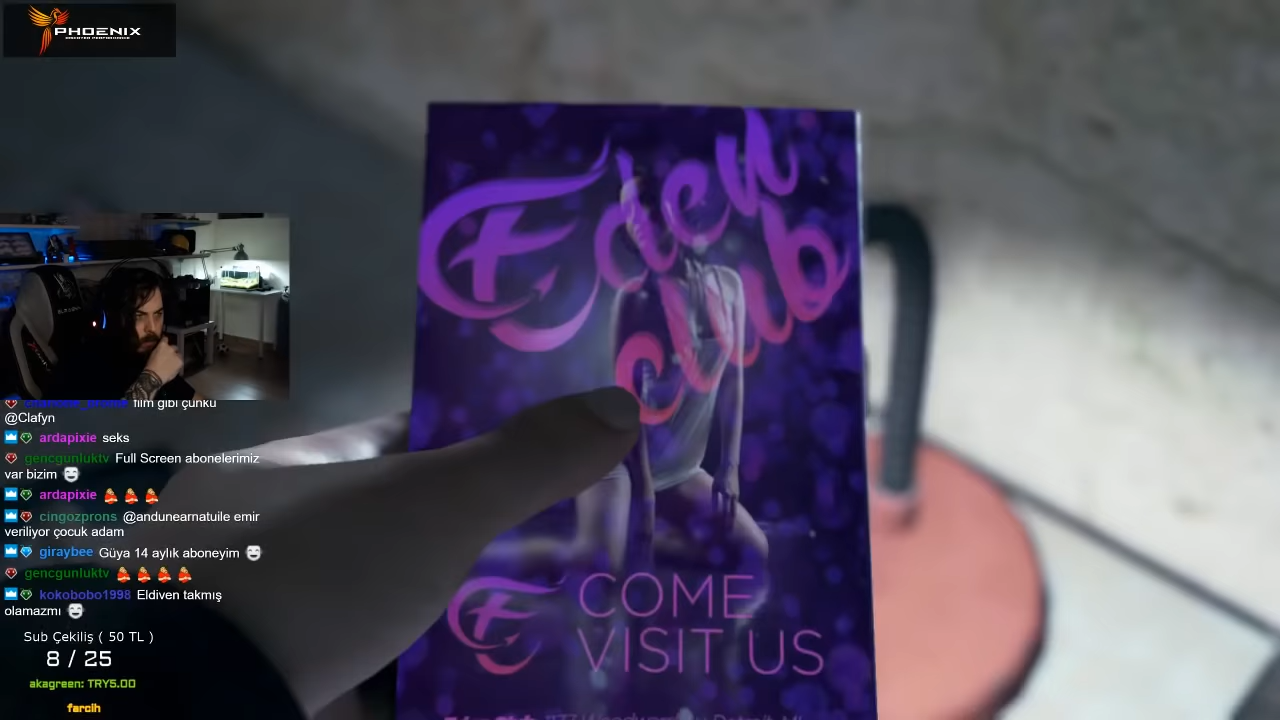 PHOENIX
Eden
club
film gibi çünkü
@Clafyn
ardapixie seks
gencgunluktv Full Screen abonelerimiz
var bizim
ardapixie
cingozprons @andunearnatuile emir
veriliyor çocuk adam
giraybee Güya 14 aylık aboneyim
gencgunluktv
kokobobo1998 Eldiven takmış
olamazmı
COME
VISIT US
Sub Çekiliş ( 50 TL )
8 / 25
akagreen: TRY5.00
farcih